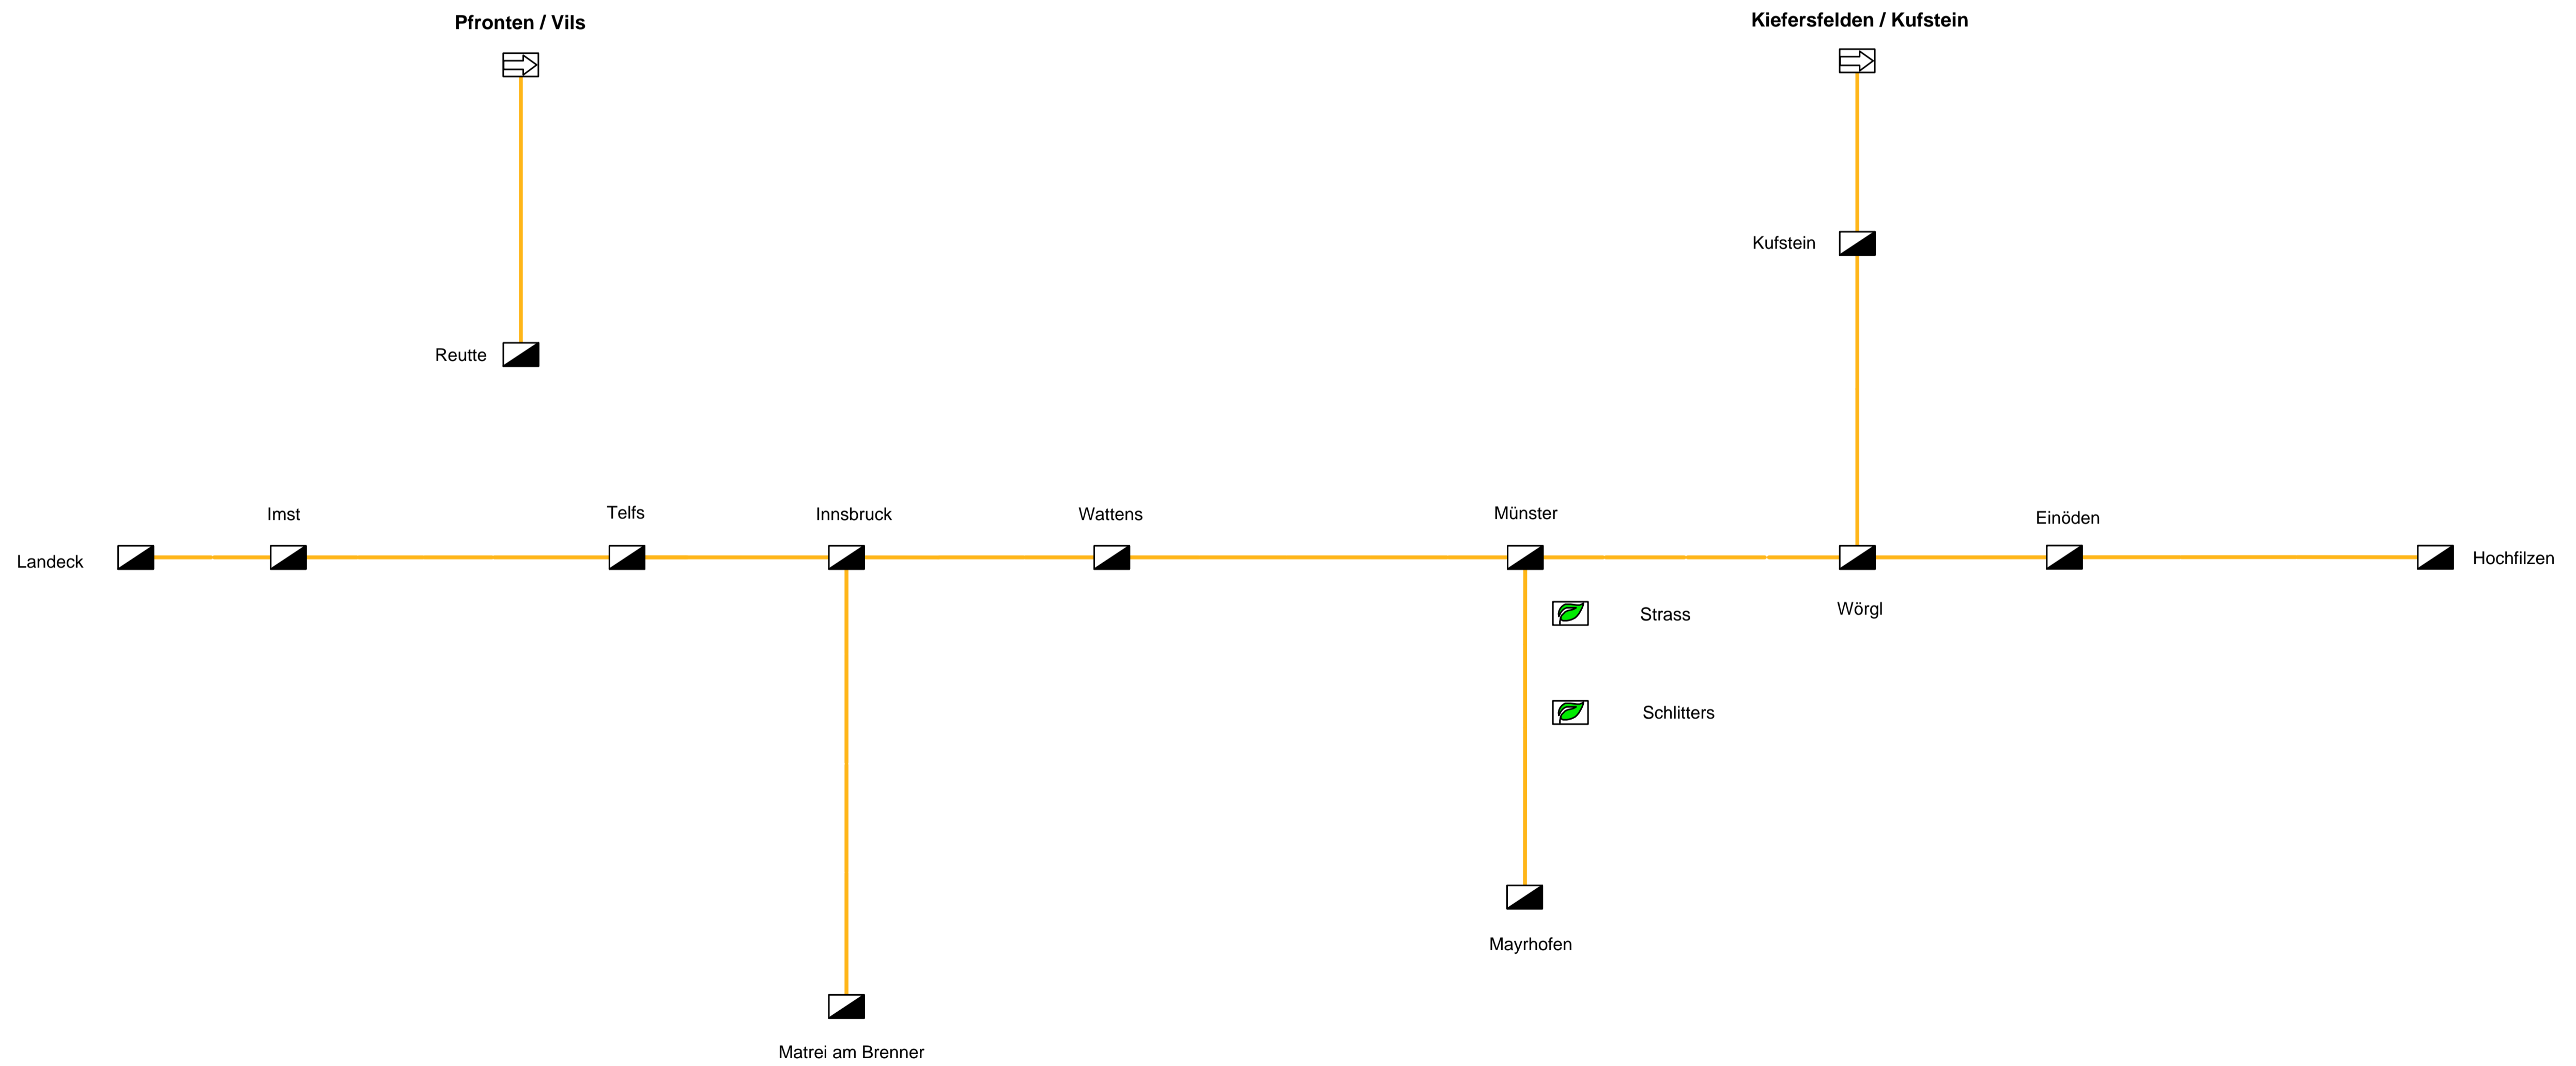 Pfronten / Vils
Kiefersfelden / Kufstein
Kufstein
Reutte
Imst
Telfs
Innsbruck
Wattens
Münster
Einöden
Landeck
Hochfilzen
Strass
Wörgl
Schlitters
Mayrhofen
Matrei am Brenner